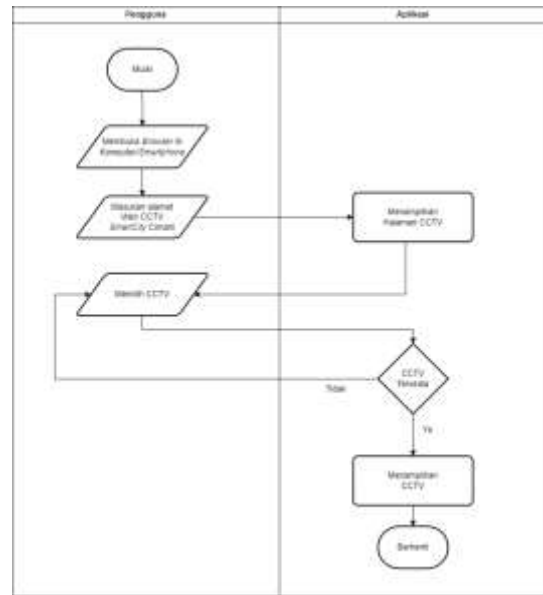 Pengguna
Aplikasi
Mulai
Membuka Browser di
Komputer/Smartphone
Masukan alamat
Web CCTV
SmartCity
Menampilkan
Halaman CCTV
Memilih CCTV
CCTV
Tersedia
Tidak
Ya
Menampilkan
CCTV
Berhenti